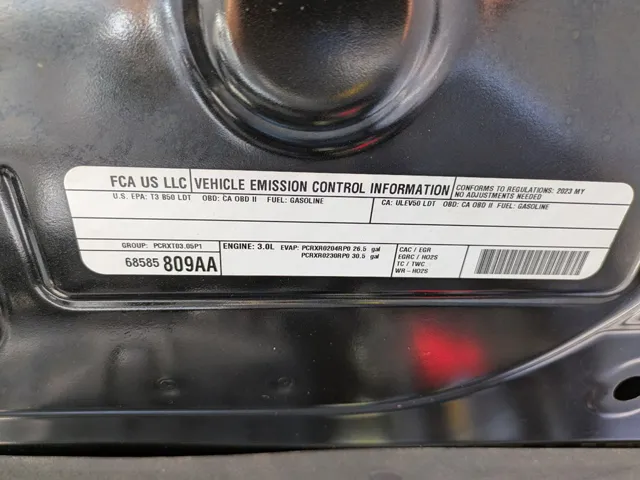 FCA US LLC VEHICLE EMISSION CONTROL INFORMATION CONFORMS TO REGULATIONS: 2023 MY
NO ADJUSTMENTS NEEDED
U.S. EPA: T3 B50 LDT OBD: CA OBD II FUEL: GASOLINE CA: ULEV50 LDT OBD: CA OBD II FUEL: GASOLINE
GROUP: PCRXT03.05P1 ENGINE: 3.0L EVAP: PCRXR0204RP0 26.5 gal
PCRXR0230RP0 30.5 gal
68585 809AA
CAC / EGR
EGRC / HO2S
TC / TWC
WR-HO2S